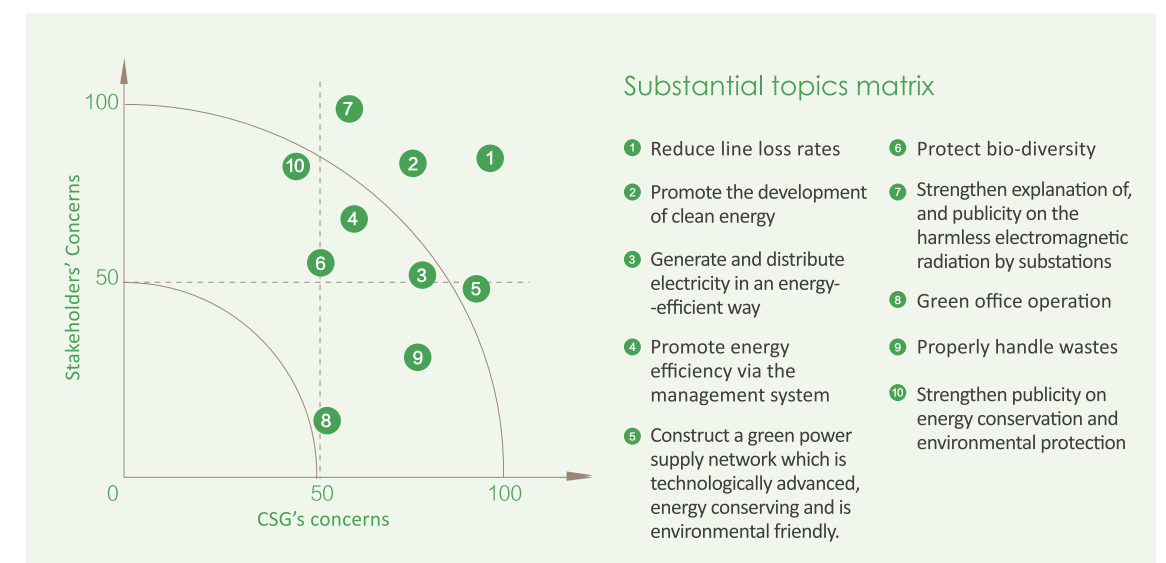 Substantial topics matrix
100
50
0
50
100
Stakeholders' Concerns
CSG's concerns
7
10
2
1
4
6
3
5
9
8
1 Reduce line loss rates
2 Promote the development
of clean energy
3 Generate and distribute
electricity in an energy-
-efficient way
4 Promote energy
efficiency via the
management system
5 Construct a green power
supply network which is
technologically advanced,
energy conserving and is
environmental friendly.
6 Protect bio-diversity
7 Strengthen explanation of,
and publicity on the
harmless electromagnetic
radiation by substations
8 Green office operation
9 Properly handle wastes
10 Strengthen publicity on
energy conservation and
environmental protection